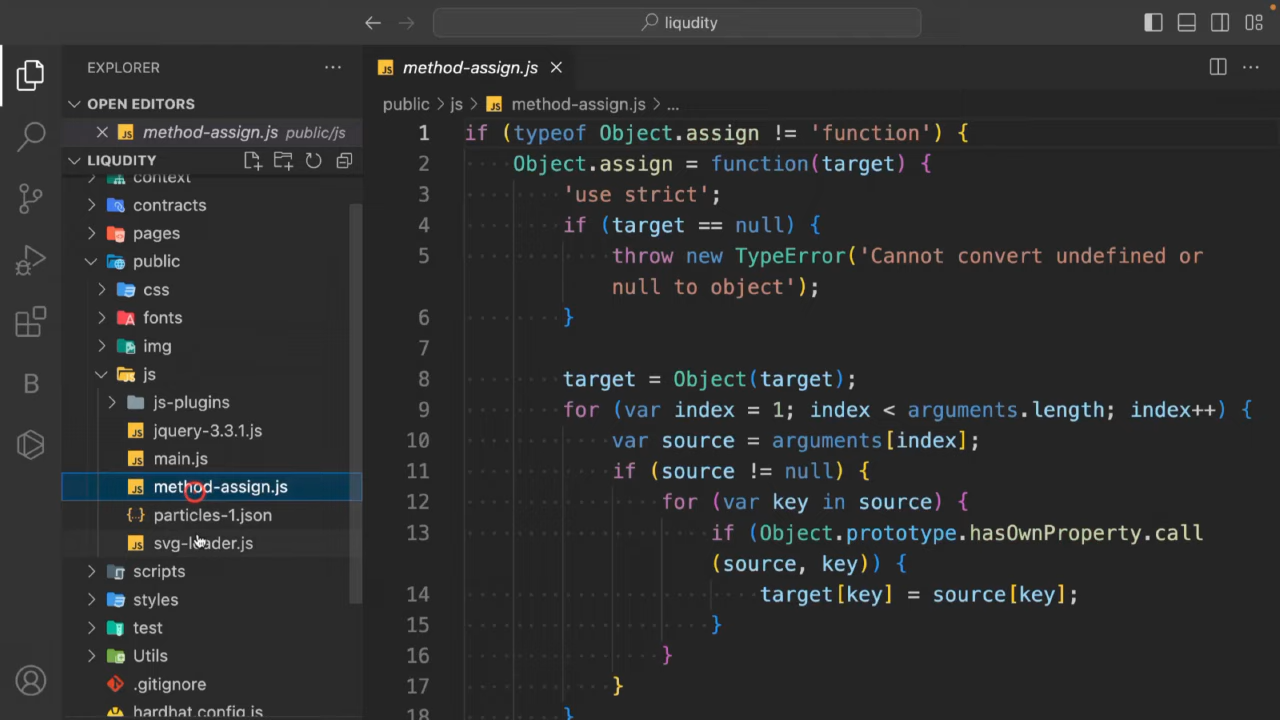 liqudity
EXPLORER
OPEN EDITORS
method-assign.js public/js
LIQUDITY
context
contracts
pages
public
css
fonts
img
js
js-plugins
jquery-3.3.1.js
main.js
method-assign.js
particles-1.json
svg-loader.js
scripts
styles
test
Utils
.gitignore
hardhat.config.js
B
method-assign.js
public > js > method-assign.js > ...
1 if (typeof Object.assign != 'function') {
2 Object.assign = function(target) {
3 'use strict';
4 if (target == null) {
5 throw new TypeError('Cannot convert undefined or
null to object');
6 }
7
8 target = Object(target);
9 for (var index = 1; index < arguments.length; index++) {
10 var source = arguments[index];
11 if (source != null) {
12 for (var key in source) {
13 if (Object.prototype.hasOwnProperty.call
(source, key)) {
14 target[key] = source[key];
15 }
16 }
17 }
18 }